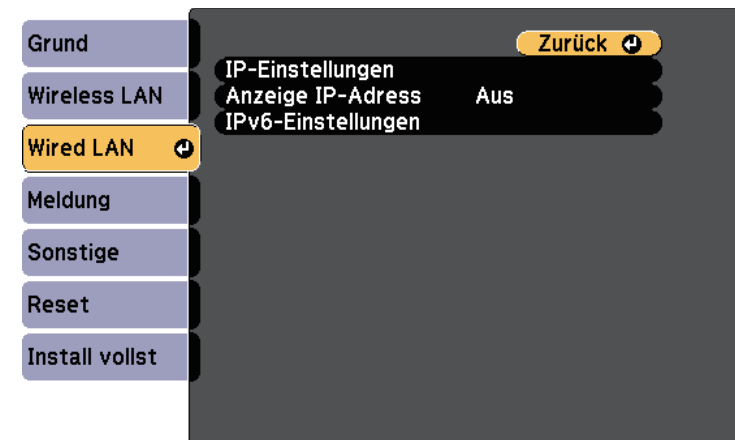 Grund
Wireless LAN
Wired LAN
Meldung
Sonstige
Reset
Install vollst
Zurück
IP-Einstellungen
Anzeige IP-Adress Aus
IPv6-Einstellungen